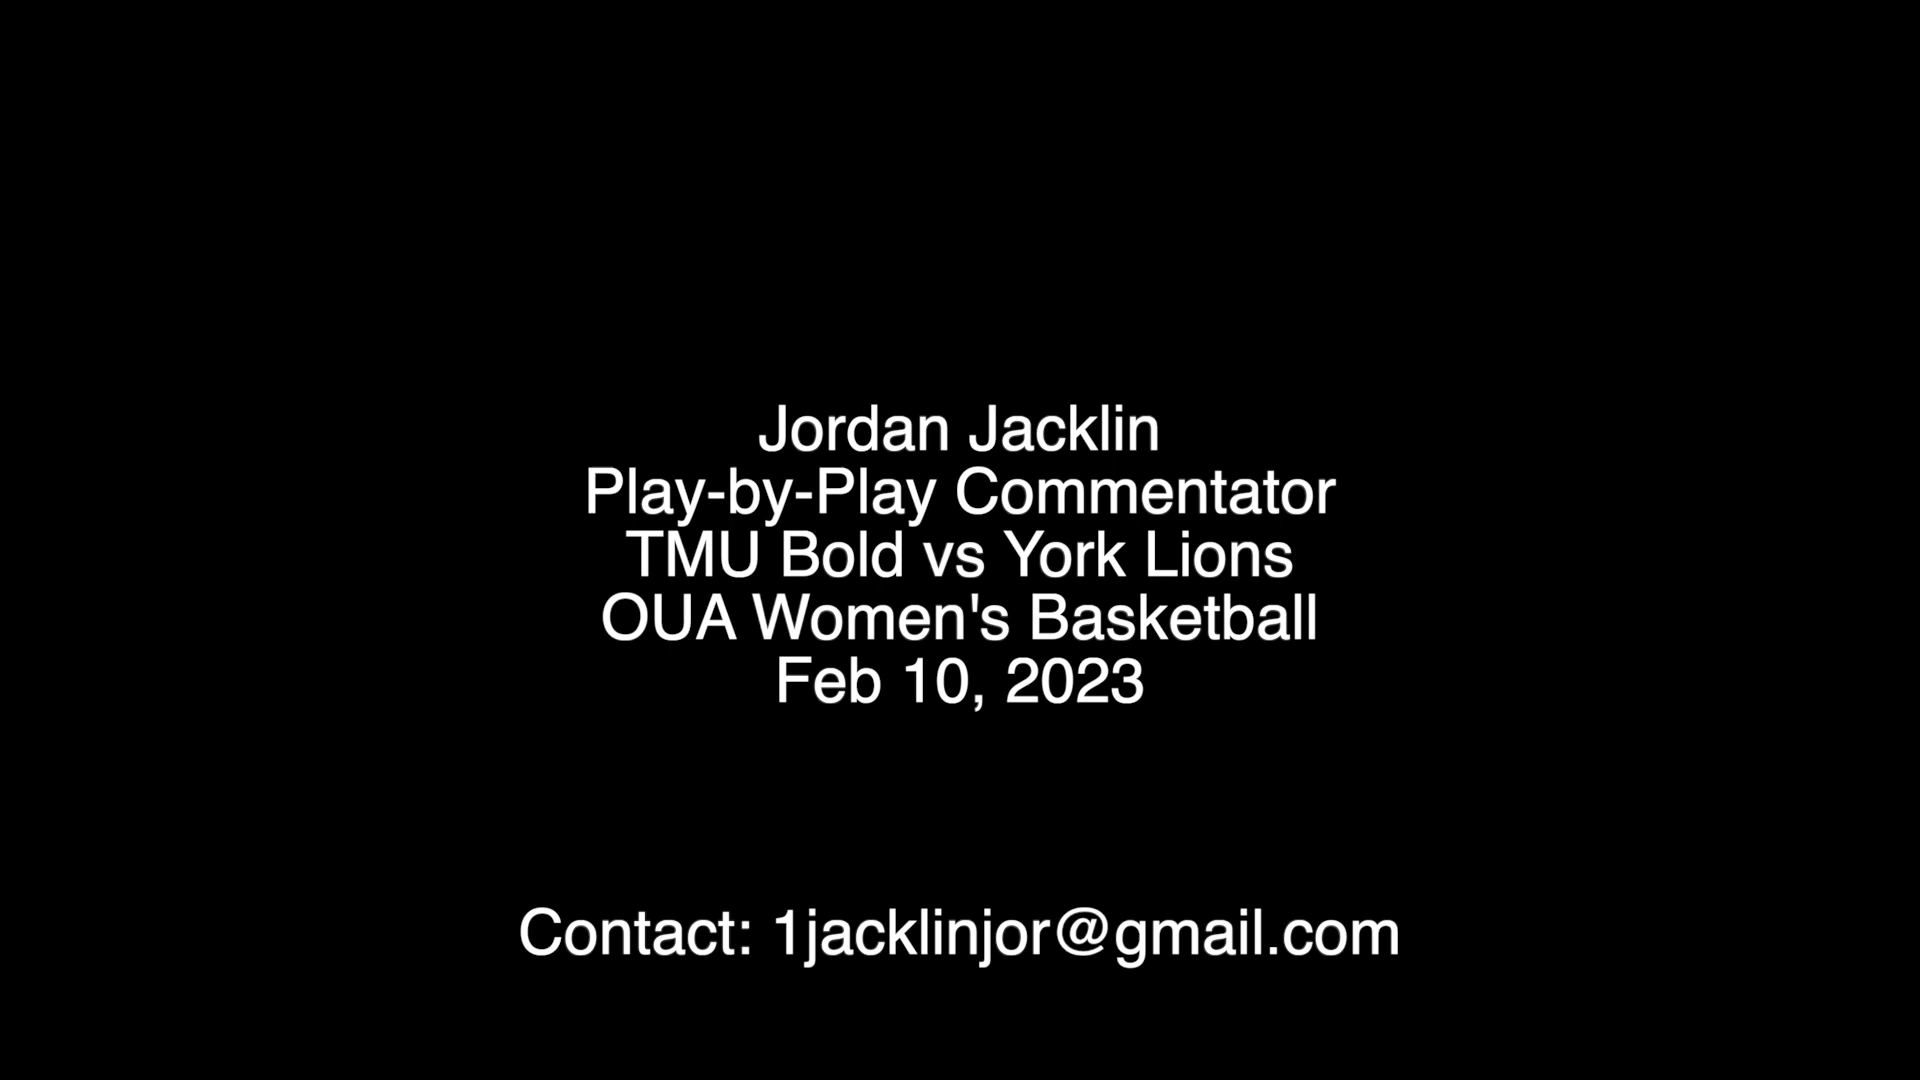 Jordan Jacklin
Play-by-Play Commentator
TMU Bold vs York Lions
OUA Women's Basketball
Feb 10, 2023
Contact: 1jacklinjor@gmail.com